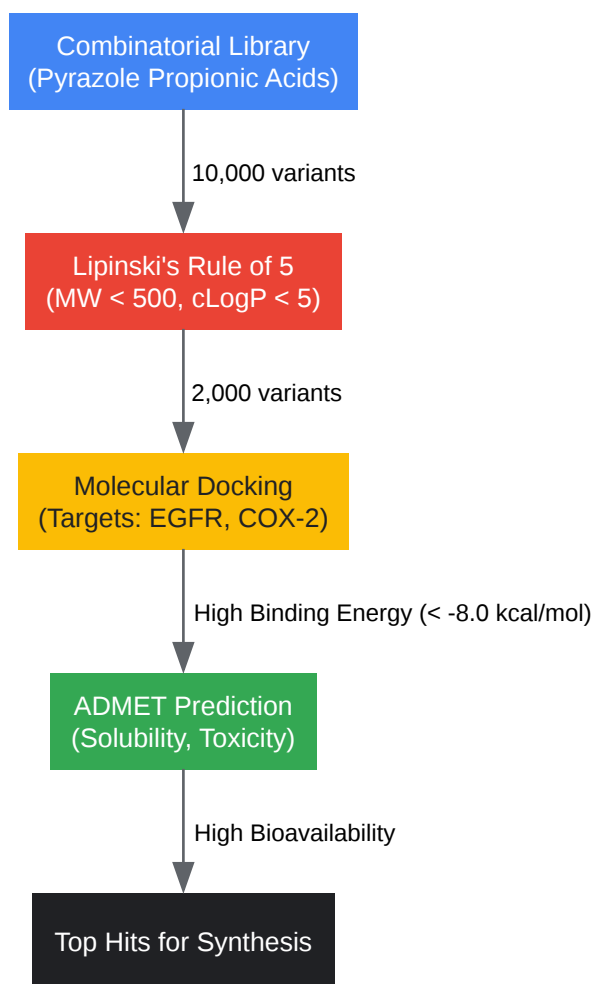 Combinatorial Library
(Pyrazole Propionic Acids)
10,000 variants
Lipinski's Rule of 5
(MW < 500, cLogP < 5)
2,000 variants
Molecular Docking
(Targets: EGFR, COX-2)
High Binding Energy (< -8.0 kcal/mol)
ADMET Prediction
(Solubility, Toxicity)
High Bioavailability
Top Hits for Synthesis